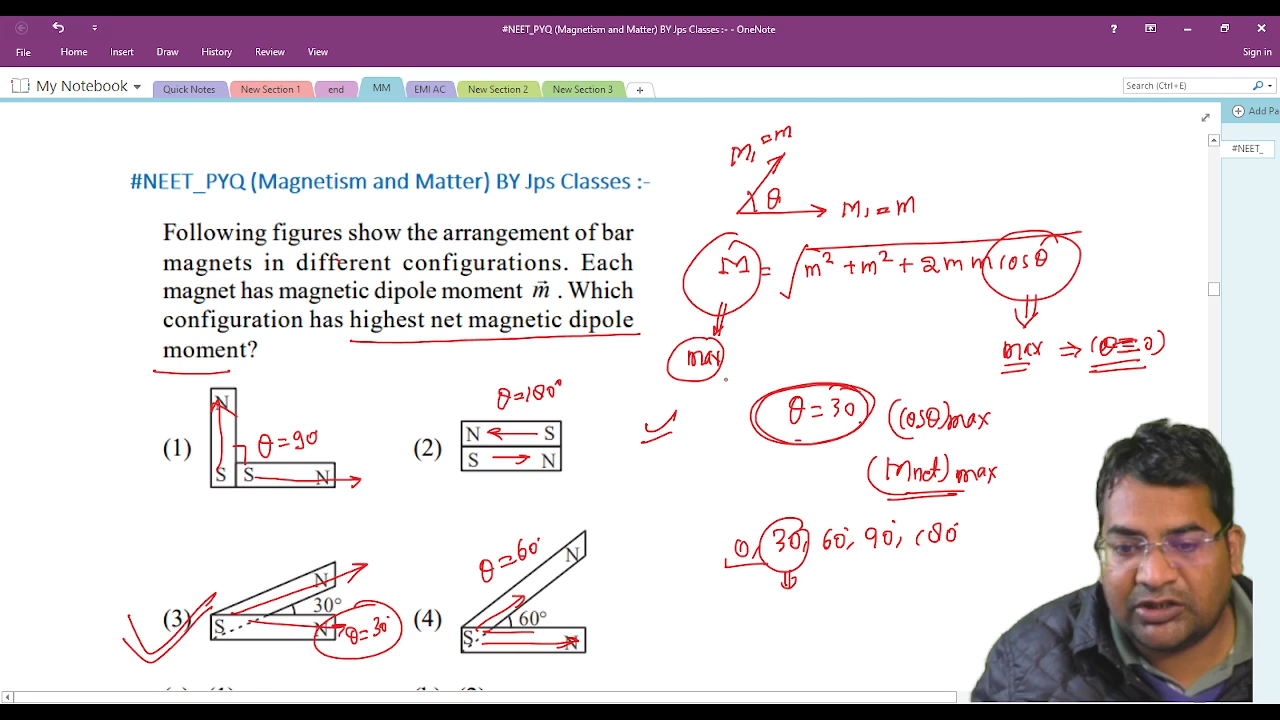 #NEET_PYQ (Magnetism and Matter) BY Jps Classes :- - OneNote
?
Sign in
File Home Insert Draw History Review View
My Notebook
Quick Notes New Section 1 end MM EMI AC New Section 2 New Section 3 +
Search (Ctrl+E)
Add Pa
#NEET_
#NEET_PYQ (Magnetism and Matter) BY Jps Classes :-
Following figures show the arrangement of bar
magnets in different configurations. Each
magnet has magnetic dipole moment m⃗ . Which
configuration has highest net magnetic dipole
moment?
(1)
N
S S N
θ=90
(2)
θ=180°
N S
S N
(3)
N
30°
S N
θ=30°
(4)
θ=60°
N
60°
S N
M₁ = m
θ
M₁ = m
M = √m² + m² + 2 m m cos θ
max
max ⇒ (θ = 0)
θ = 30 (cosθ) max
(Mnet) max
0, 30, 60, 90, 180